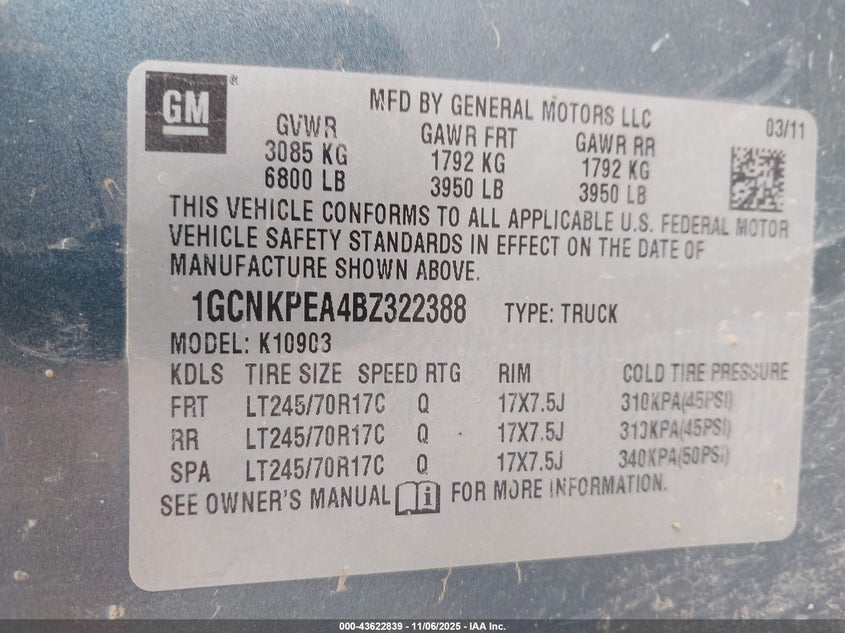 GM ®
MFD BY GENERAL MOTORS LLC
03/11
GVWR GAWR FRT GAWR RR
3085 KG 1792 KG 1792 KG
6800 LB 3950 LB 3950 LB
THIS VEHICLE CONFORMS TO ALL APPLICABLE U.S. FEDERAL MOTOR
VEHICLE SAFETY STANDARDS IN EFFECT ON THE DATE OF
MANUFACTURE SHOWN ABOVE.
1GCNKPEA4BZ322388 TYPE: TRUCK
MODEL: K10903
KDLS TIRE SIZE SPEED RTG RIM COLD TIRE PRESSURE
FRT LT245/70R17C Q 17X7.5J 310KPA(45PSI)
RR LT245/70R17C Q 17X7.5J 310KPA(45PSI)
SPA LT245/70R17C Q 17X7.5J 340KPA(50PSI)
SEE OWNER'S MANUAL i FOR MORE INFORMATION.
000-43622839 - 11/06/2025 - IAA Inc.